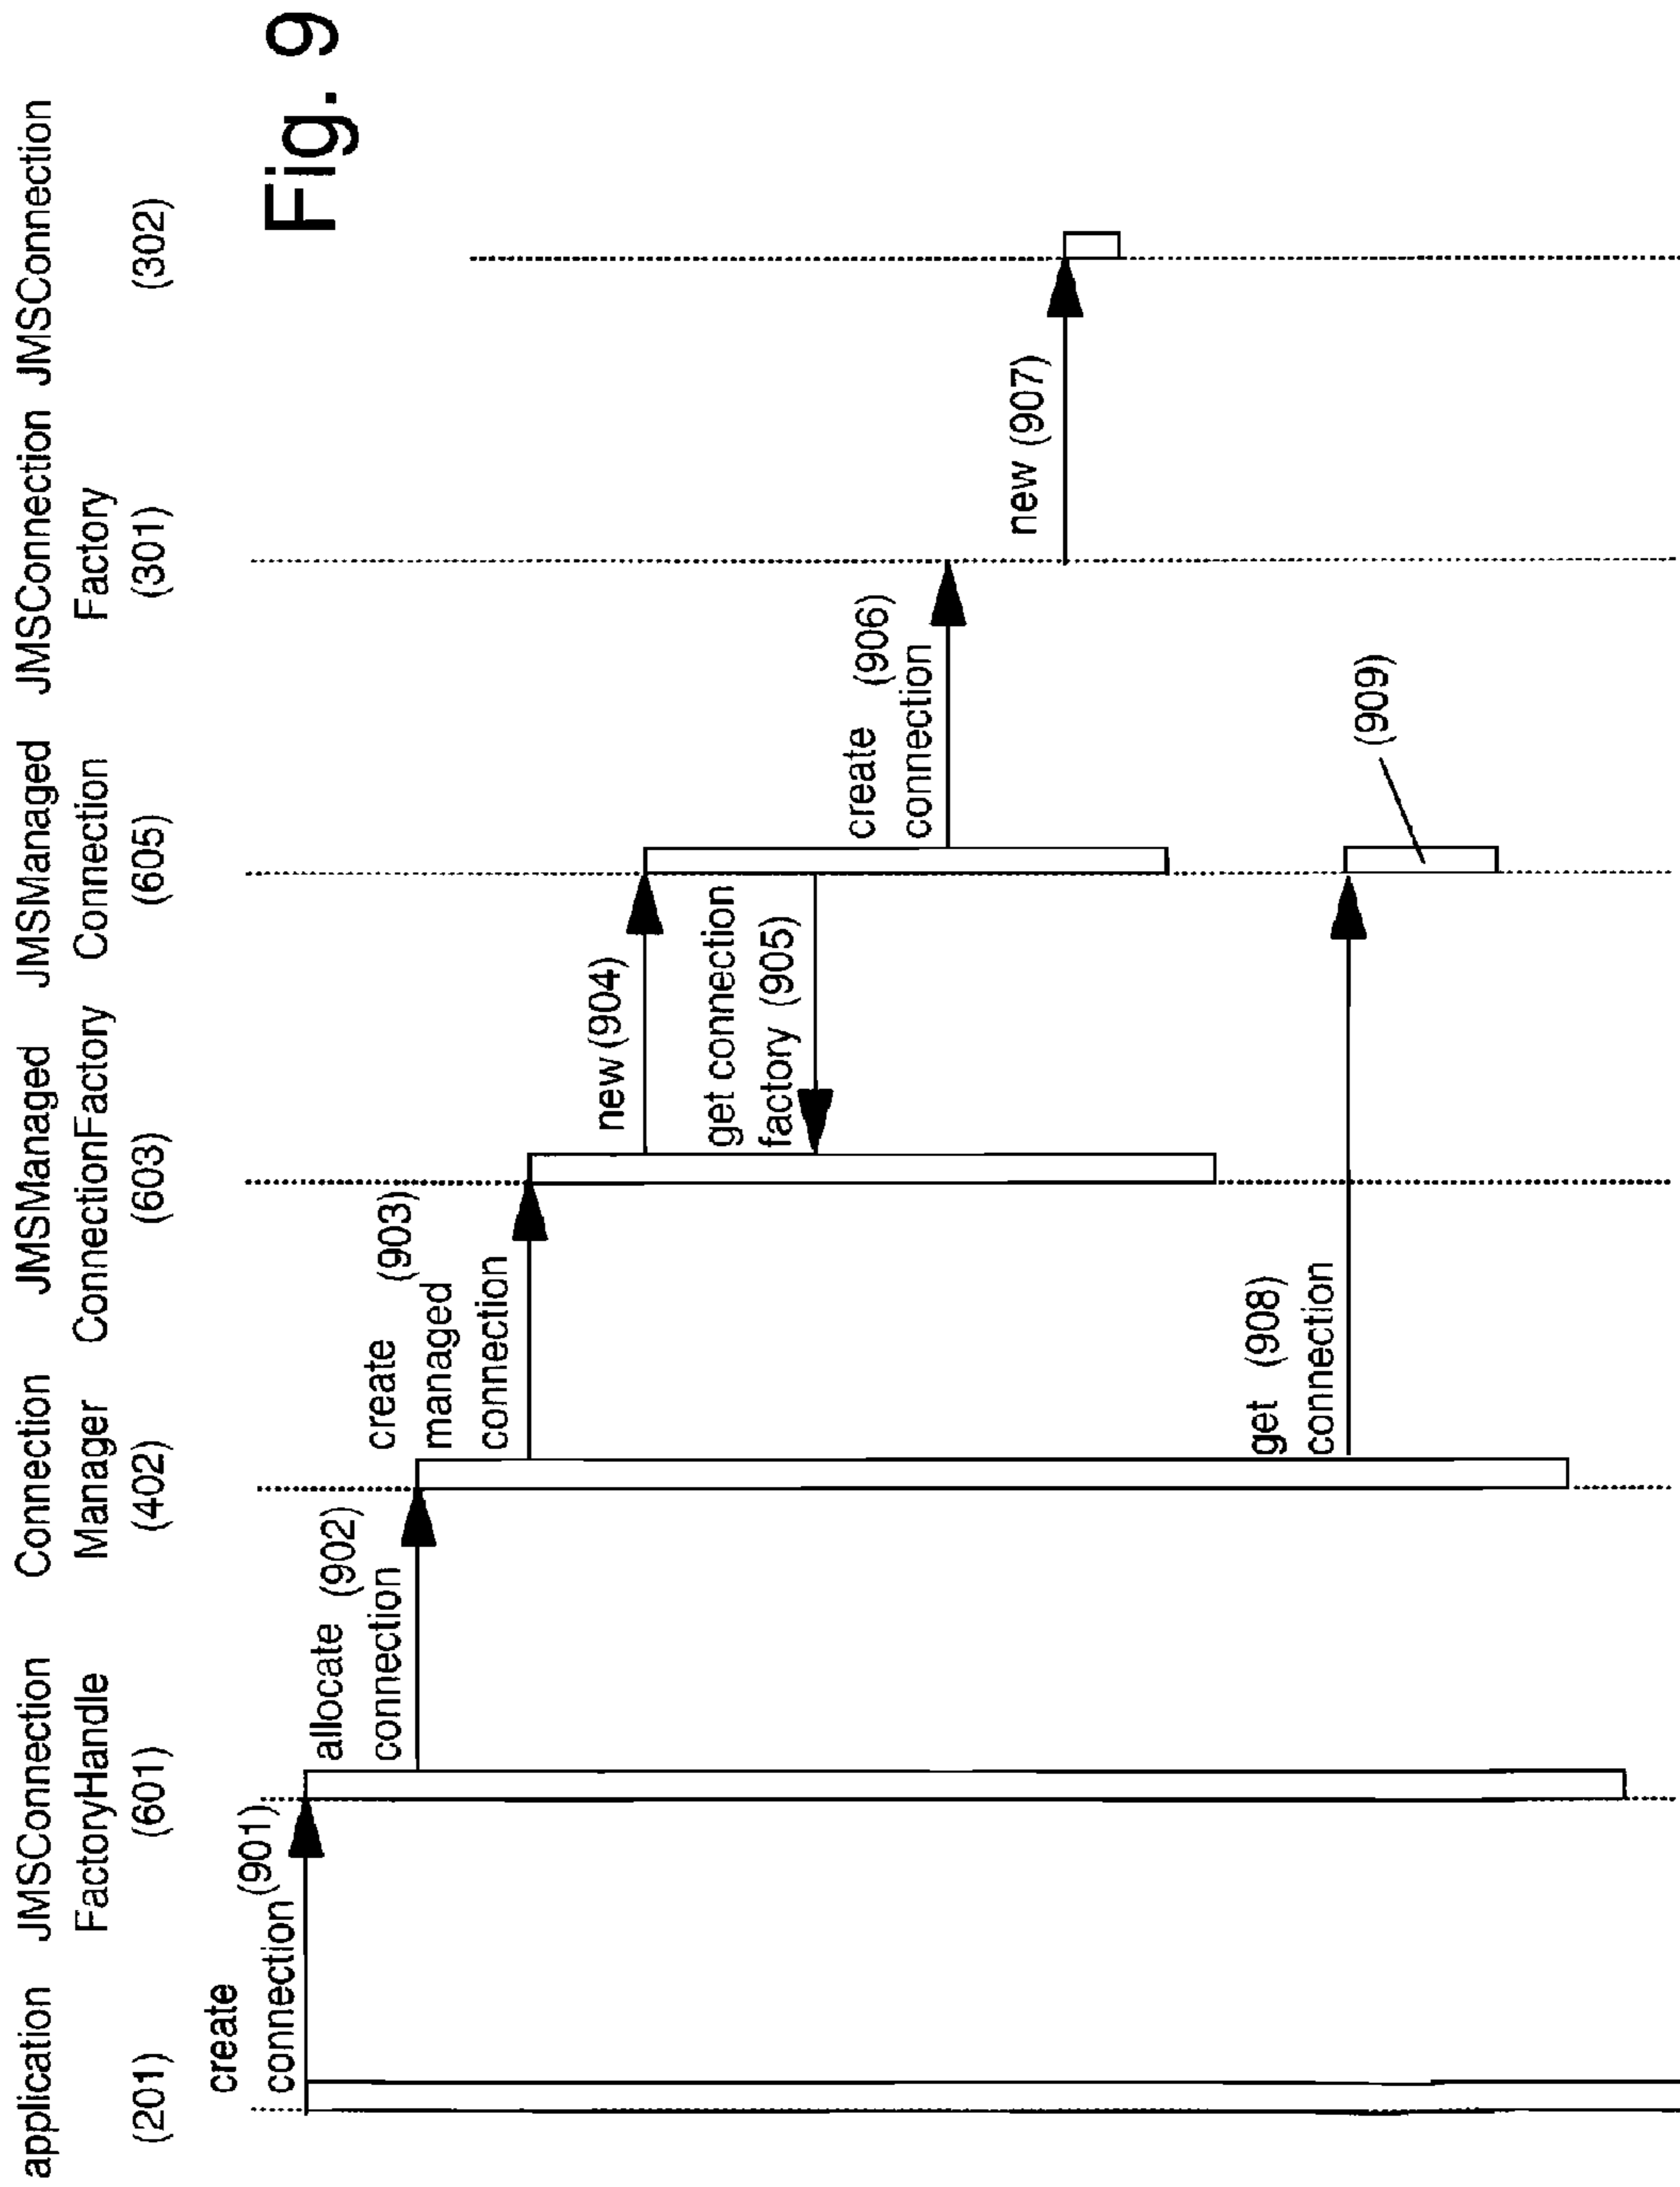 Fig. 9
application
(201)
JMSConnection
FactoryHandle
(601)
Connection
Manager
(402)
JMSManaged
ConnectionFactory
(603)
JMSManaged
Connection
(605)
JMSConnection
Factory
(301)
JMSConnection
(302)
create
connection (901)
allocate (902)
connection
create (903)
managed
connection
new (904)
get connection
factory (905)
create (906)
connection
new (907)
get (908)
connection
(909)